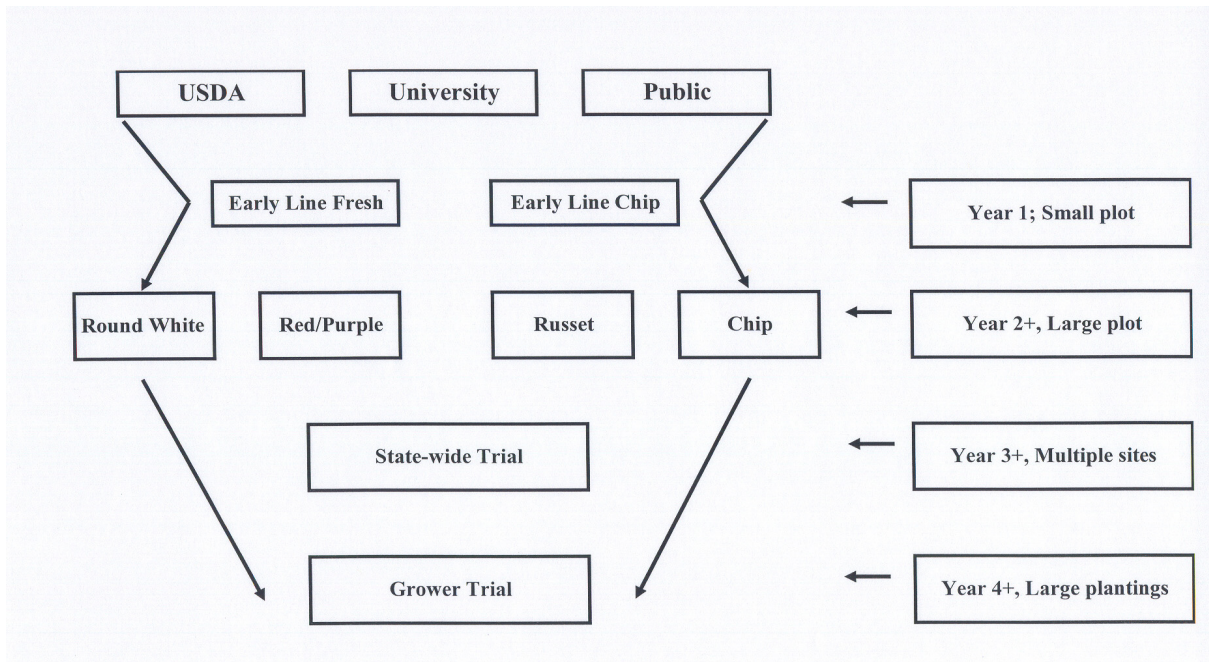 USDA
University
Public
Early Line Fresh
Early Line Chip
Year 1; Small plot
Round White
Red/Purple
Russet
Chip
Year 2+, Large plot
State-wide Trial
Year 3+, Multiple sites
Grower Trial
Year 4+, Large plantings